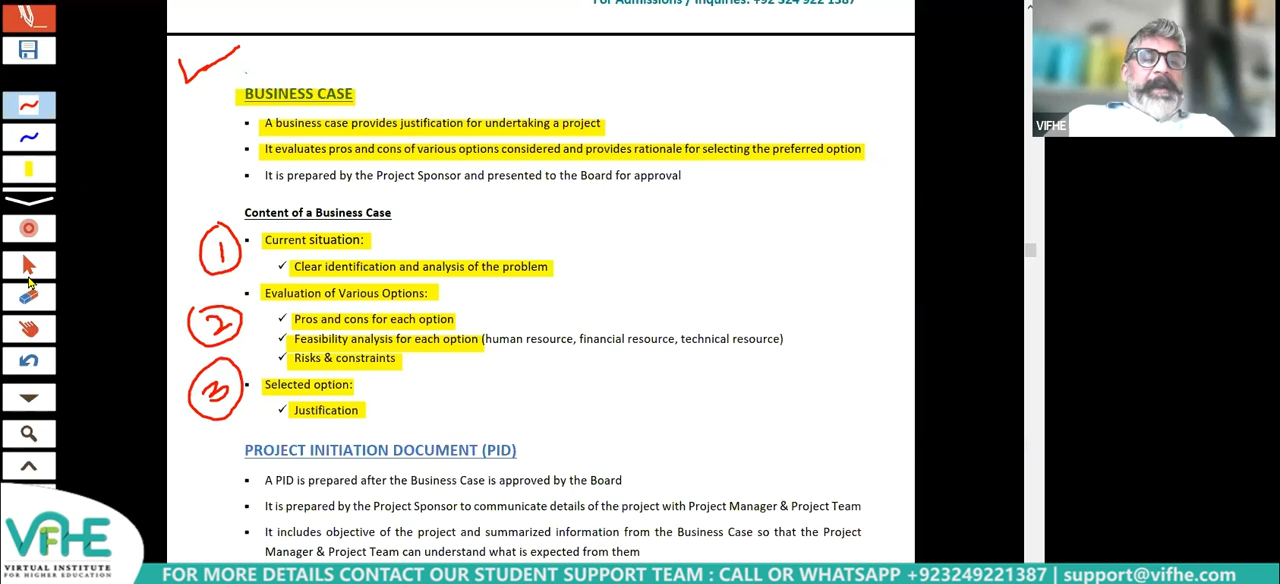 For Admissions / Inquiries: +92 324 922 1387
VIFHE
BUSINESS CASE
▪ A business case provides justification for undertaking a project
▪ It evaluates pros and cons of various options considered and provides rationale for selecting the preferred option
▪ It is prepared by the Project Sponsor and presented to the Board for approval
Content of a Business Case
1
▪ Current situation:
✓ Clear identification and analysis of the problem
▪ Evaluation of Various Options:
2
✓ Pros and cons for each option
✓ Feasibility analysis for each option (human resource, financial resource, technical resource)
✓ Risks & constraints
3
▪ Selected option:
✓ Justification
PROJECT INITIATION DOCUMENT (PID)
▪ A PID is prepared after the Business Case is approved by the Board
▪ It is prepared by the Project Sponsor to communicate details of the project with Project Manager & Project Team
▪ It includes objective of the project and summarized information from the Business Case so that the Project
Manager & Project Team can understand what is expected from them
VIFHE
VIRTUAL INSTITUTE
FOR HIGHER EDUCATION
FOR MORE DETAILS CONTACT OUR STUDENT SUPPORT TEAM : CALL OR WHATSAPP +923249221387 | support@vifhe.com